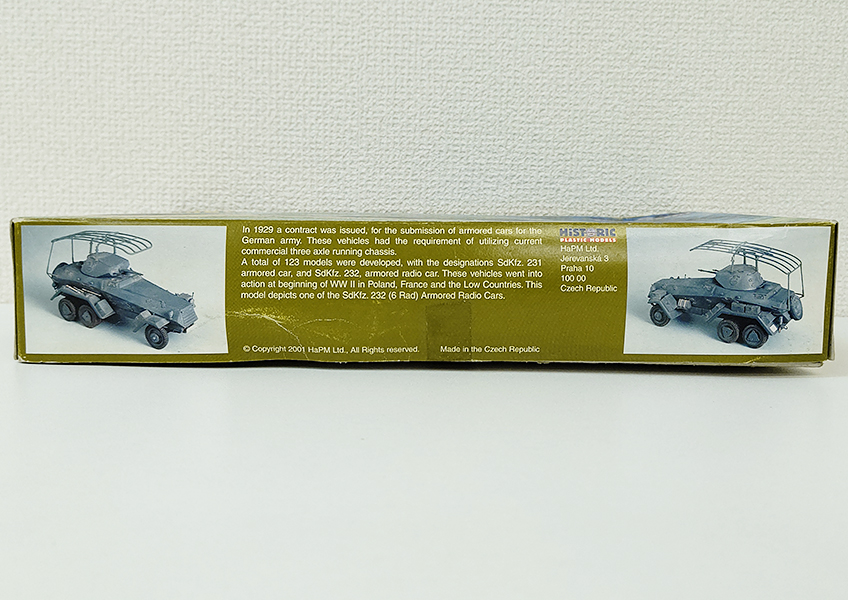 In 1929 a contract was issued, for the submission of armored cars for the
German army. These vehicles had the requirement of utilizing current
commercial three axle running chassis.
A total of 123 models were developed, with the designations SdKfz. 231
armored car, and SdKfz. 232, armored radio car. These vehicles went into
action at beginning of WW II in Poland, France and the Low Countries. This
model depicts one of the SdKfz. 232 (6 Rad) Armored Radio Cars.
© Copyright 2001 HaPM Ltd., All Rights reserved. Made in the Czech Republic
HiSTORIC
PLASTIC MODELS
HaPM Ltd.
Jerevanská 3
Praha 10
100 00
Czech Republic